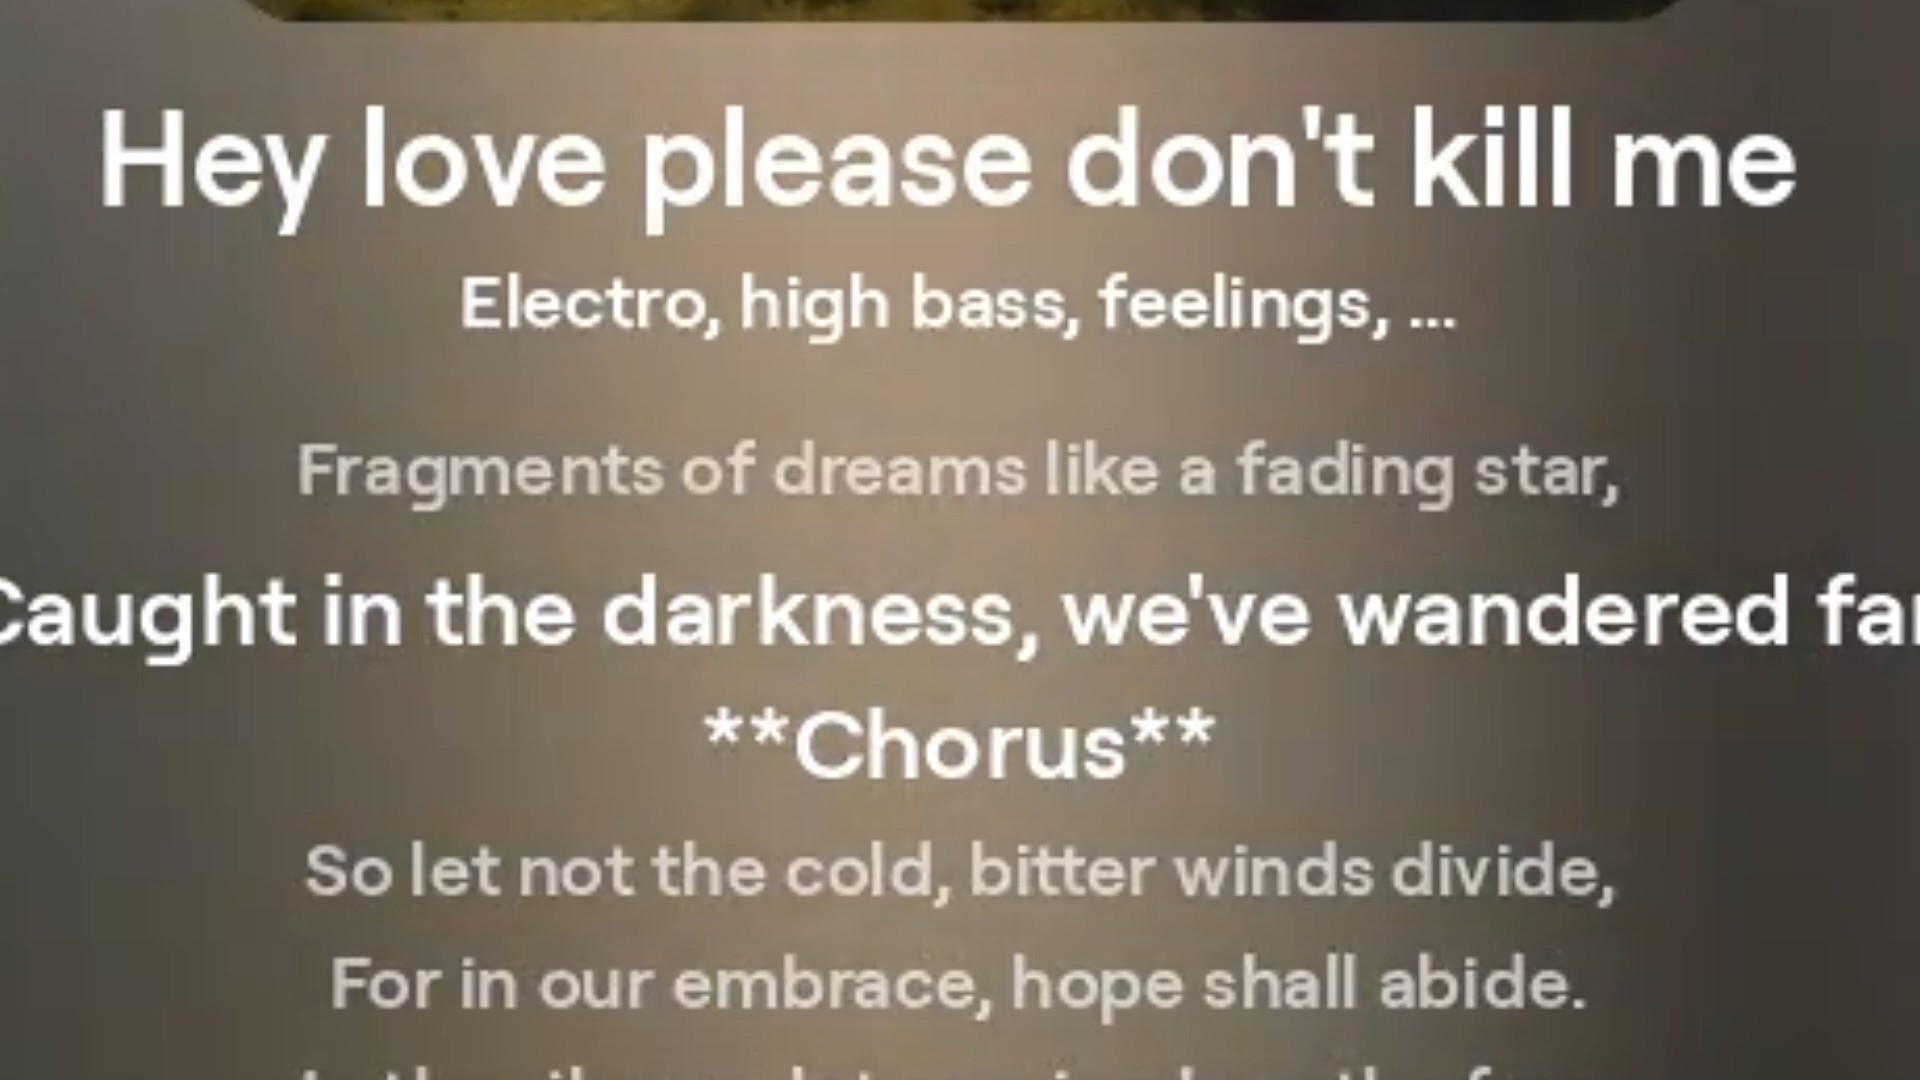 Hey love please don't kill me
Electro, high bass, feelings, ...
Fragments of dreams like a fading star,
Caught in the darkness, we've wandered far
**Chorus**
So let not the cold, bitter winds divide,
For in our embrace, hope shall abide.